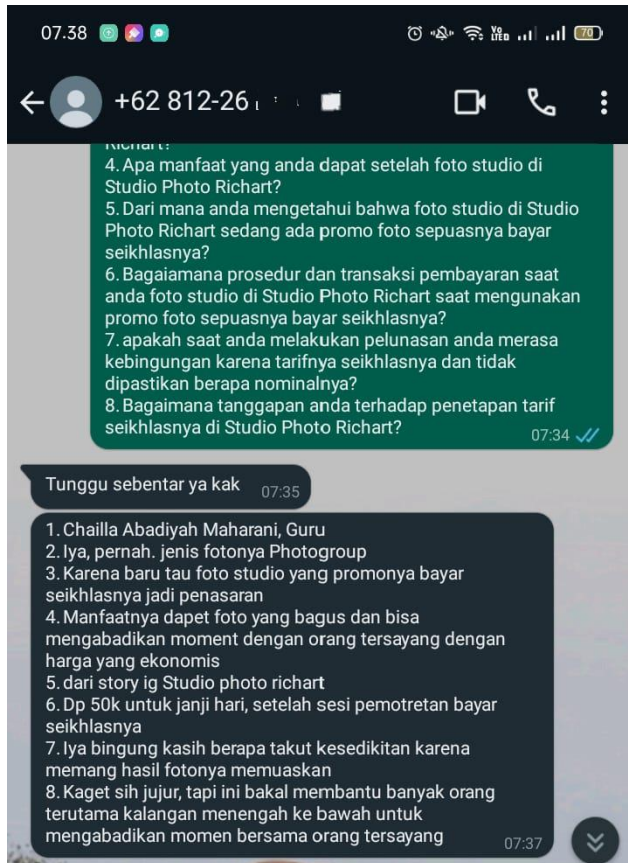 07.38
Vo LTED
70
+62 812-26
Richart?
4. Apa manfaat yang anda dapat setelah foto studio di
Studio Photo Richart?
5. Dari mana anda mengetahui bahwa foto studio di Studio
Photo Richart sedang ada promo foto sepuasnya bayar
seikhlasnya?
6. Bagaiamana prosedur dan transaksi pembayaran saat
anda foto studio di Studio Photo Richart saat mengunakan
promo foto sepuasnya bayar seikhlasnya?
7. apakah saat anda melakukan pelunasan anda merasa
kebingungan karena tarifnya seikhlasnya dan tidak
dipastikan berapa nominalnya?
8. Bagaimana tanggapan anda terhadap penetapan tarif
seikhlasnya di Studio Photo Richart?
07:34
Tunggu sebentar ya kak
07:35
1. Chailla Abadiyah Maharani, Guru
2. Iya, pernah. jenis fotonya Photogroup
3. Karena baru tau foto studio yang promonya bayar
seikhlasnya jadi penasaran
4. Manfaatnya dapet foto yang bagus dan bisa
mengabadikan moment dengan orang tersayang dengan
harga yang ekonomis
5. dari story ig Studio photo richart
6. Dp 50k untuk janji hari, setelah sesi pemotretan bayar
seikhlasnya
7. Iya bingung kasih berapa takut kesedikitan karena
memang hasil fotonya memuaskan
8. Kaget sih jujur, tapi ini bakal membantu banyak orang
terutama kalangan menengah ke bawah untuk
mengabadikan momen bersama orang tersayang
07:37